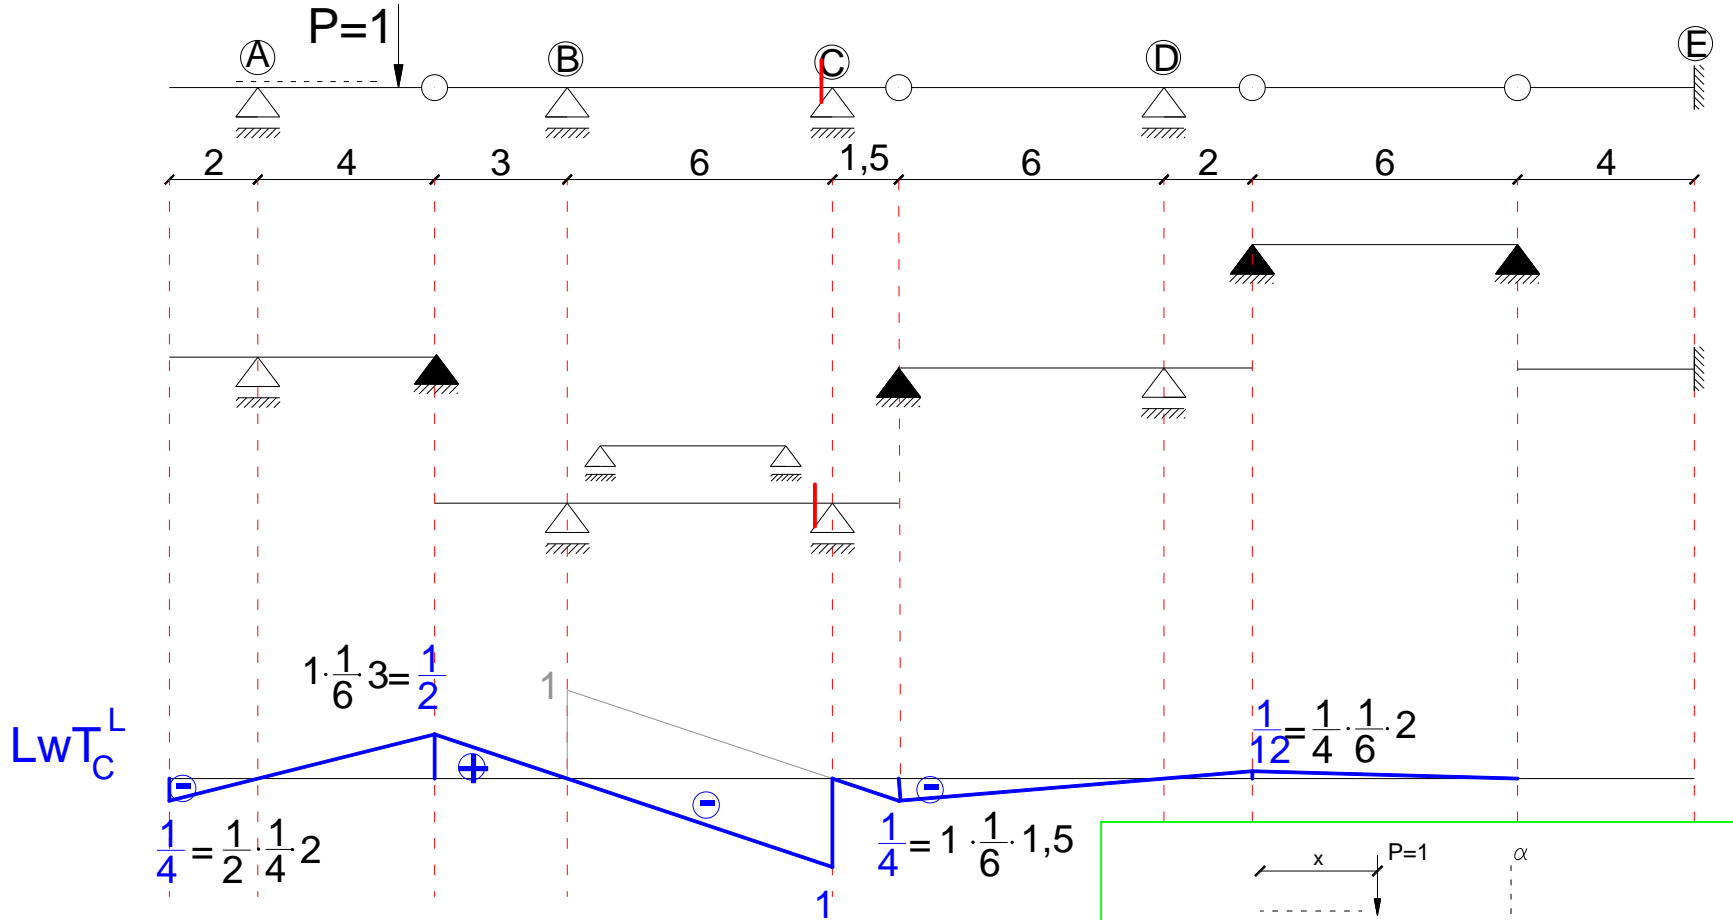 P=1
A B C D E
2 4 3 6 1,5 6 2 6 4
1·1/6·3=1/2
1
LwT_C^L
+
-
-
-
1/12=1/4·1/6·2
1/4=1/2·1/4·2
1/4=1·1/6·1,5
1
x P=1 α